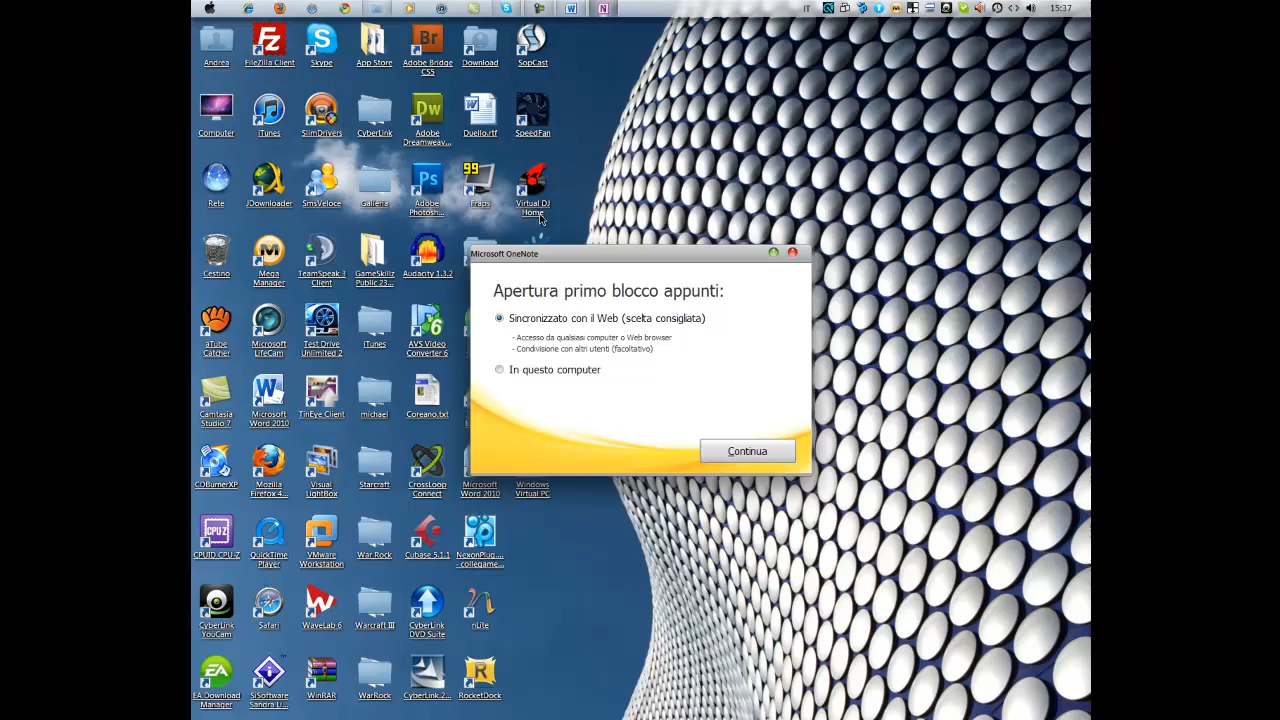 IT 15:37
Andrea
FileZilla Client
Skype
App Store
Adobe Bridge
CS5
Download
SopCast
Computer
iTunes
SlimDrivers
CyberLink
Adobe
Dreamweav...
Duello.rtf
SpeedFan
Rete
JDownloader
SmsVeloce
Galleria
Adobe
Photosh...
99
Fraps
Virtual DJ
Home
Cestino
Mega
Manager
TeamSpeak 3
Client
GameSkillz
Public 23...
Audacity 1.3.2
Microsoft OneNote
Apertura primo blocco appunti:
Sincronizzato con il Web (scelta consigliata)
- Accesso da qualsiasi computer o Web browser
- Condivisione con altri utenti (facoltativo)
In questo computer
Continua
aTube
Catcher
Microsoft
LifeCam
Test Drive
Unlimited 2
iTunes
AVS Video
Converter 6
Camtasia
Studio 7
Microsoft
Word 2010
TinEye Client
michael
Coreano.txt
CDBurnerXP
Mozilla
Firefox 4...
Visual
LightBox
Starcraft
CrossLoop
Connect
Microsoft
Word 2010
Windows
Virtual PC
CPUID CPU-Z
QuickTime
Player
VMware
Workstation
War Rock
Cubase 5.1.1
NexonPlug....
- collegame...
CyberLink
YouCam
Safari
WaveLab 6
Warcraft III
CyberLink
DVD Suite
nLite
EA Download
Manager
SiSoftware
Sandra Li...
WinRAR
WarRock
CyberLink.2...
RocketDock